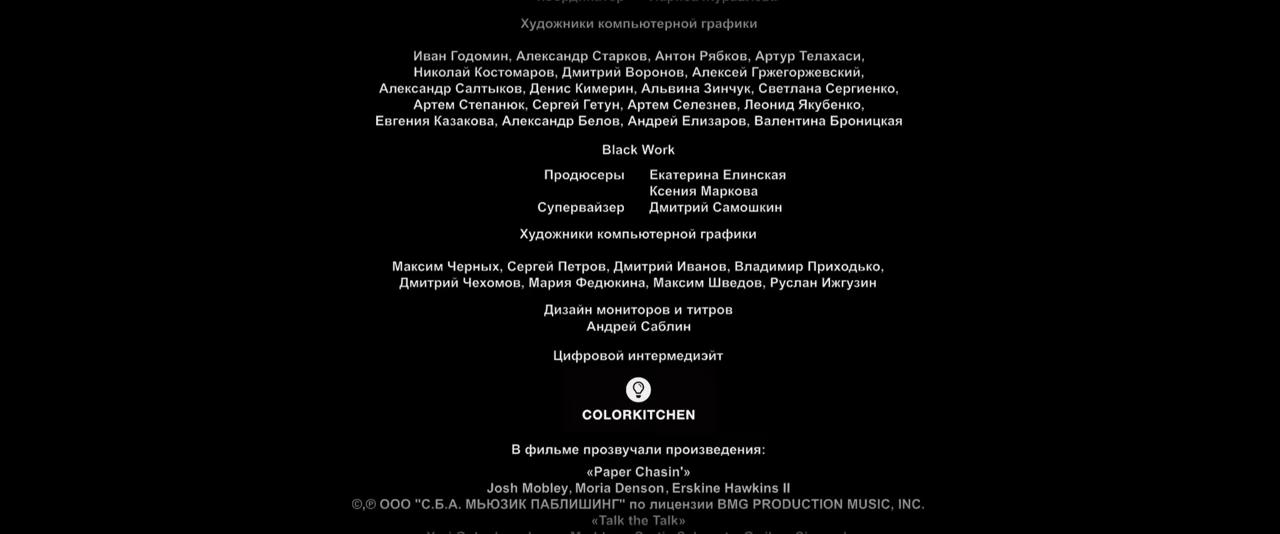 Художники компьютерной графики
Иван Годомин, Александр Старков, Антон Рябков, Артур Телахаси,
Николай Костомаров, Дмитрий Воронов, Алексей Гржегоржевский,
Александр Салтыков, Денис Кимерин, Альвина Зинчук, Светлана Сергиенко,
Артем Степанюк, Сергей Гетун, Артем Селезнев, Леонид Якубенко,
Евгения Казакова, Александр Белов, Андрей Елизаров, Валентина Броницкая
Black Work
Продюсеры Екатерина Елинская
Ксения Маркова
Супервайзер Дмитрий Самошкин
Художники компьютерной графики
Максим Черных, Сергей Петров, Дмитрий Иванов, Владимир Приходько,
Дмитрий Чехомов, Мария Федюкина, Максим Шведов, Руслан Ижгузин
Дизайн мониторов и титров
Андрей Саблин
Цифровой интермедиэйт
COLORKITCHEN
В фильме прозвучали произведения:
«Paper Chasin'»
Josh Mobley, Moria Denson, Erskine Hawkins II
©,℗ ООО "С.Б.А. МЬЮЗИК ПАБЛИШИНГ" по лицензии BMG PRODUCTION MUSIC, INC.
«Talk the Talk»